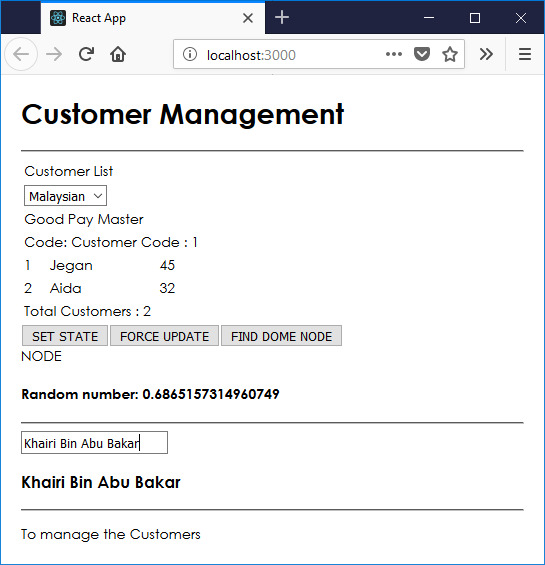 React App
localhost:3000
Customer Management
Customer List
Malaysian
Good Pay Master
Code: Customer Code : 1
1 Jegan 45
2 Aida 32
Total Customers : 2
SET STATE FORCE UPDATE FIND DOME NODE
NODE
Random number: 0.6865157314960749
Khairi Bin Abu Bakar
Khairi Bin Abu Bakar
To manage the Customers